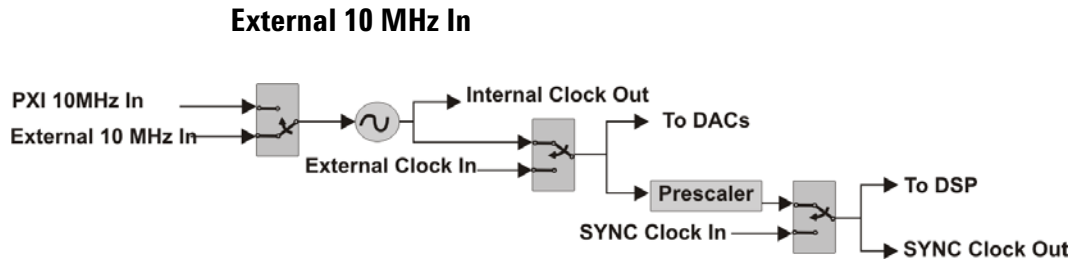 External 10 MHz In
PXI 10MHz In
Internal Clock Out
External 10 MHz In
To DACs
External Clock In
Prescaler
To DSP
SYNC Clock In
SYNC Clock Out